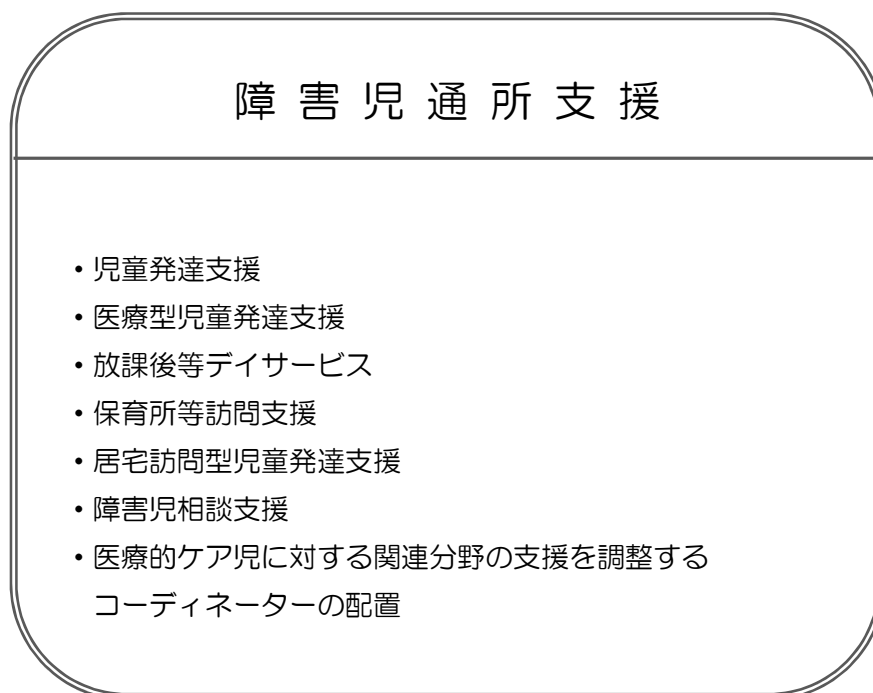 障害児通所支援
・児童発達支援
・医療型児童発達支援
・放課後等デイサービス
・保育所等訪問支援
・居宅訪問型児童発達支援
・障害児相談支援
・医療的ケア児に対する関連分野の支援を調整する
コーディネーターの配置